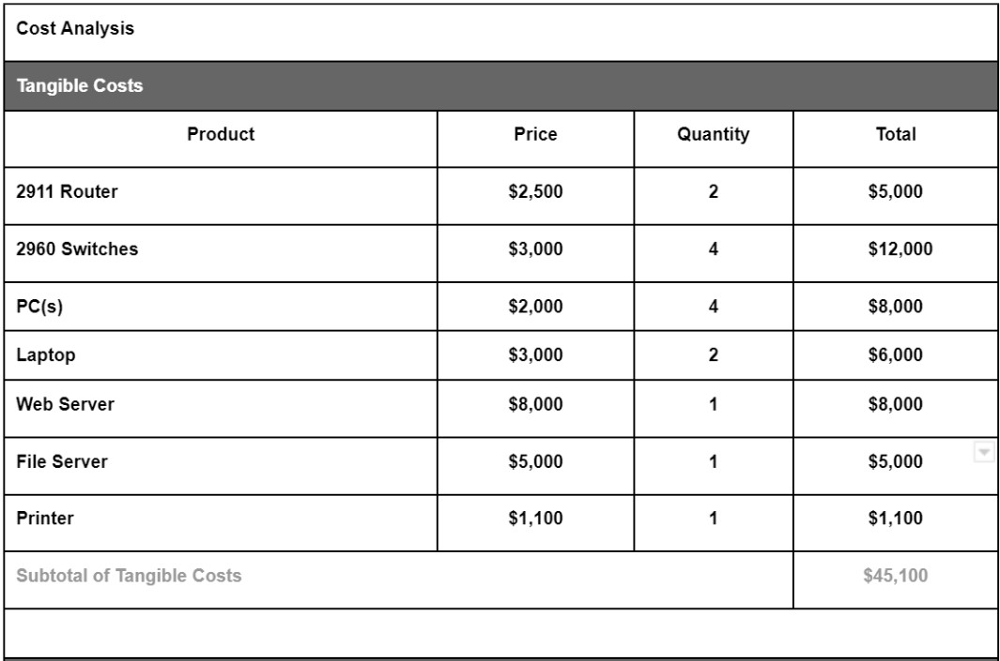 Cost Analysis
Tangible Costs
Product Price Quantity Total
2911 Router $2,500 2 $5,000
2960 Switches $3,000 4 $12,000
PC(s) $2,000 4 $8,000
Laptop $3,000 2 $6,000
Web Server $8,000 1 $8,000
File Server $5,000 1 $5,000
Printer $1,100 1 $1,100
Subtotal of Tangible Costs $45,100